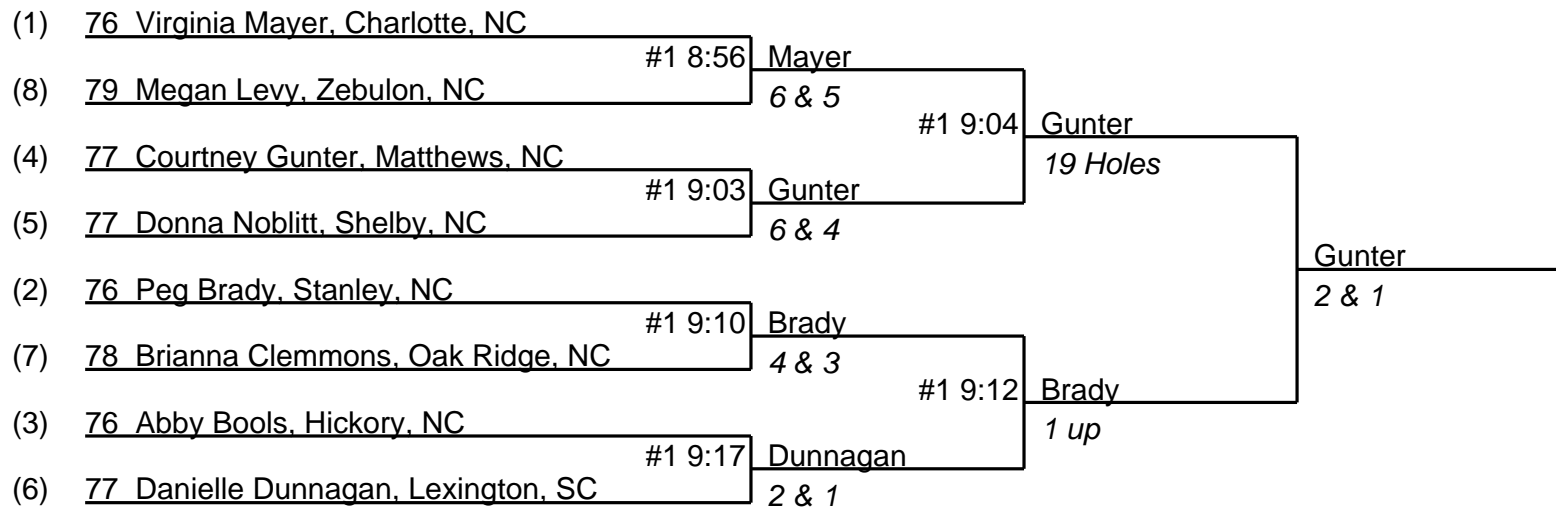 (1) 76 Virginia Mayer, Charlotte, NC
#1 8:56 Mayer
(8) 79 Megan Levy, Zebulon, NC
6 & 5
#1 9:04 Gunter
(4) 77 Courtney Gunter, Matthews, NC
19 Holes
#1 9:03 Gunter
(5) 77 Donna Noblitt, Shelby, NC
6 & 4
Gunter
(2) 76 Peg Brady, Stanley, NC
2 & 1
#1 9:10 Brady
(7) 78 Brianna Clemmons, Oak Ridge, NC
4 & 3
#1 9:12 Brady
(3) 76 Abby Bools, Hickory, NC
1 up
#1 9:17 Dunnagan
(6) 77 Danielle Dunnagan, Lexington, SC
2 & 1